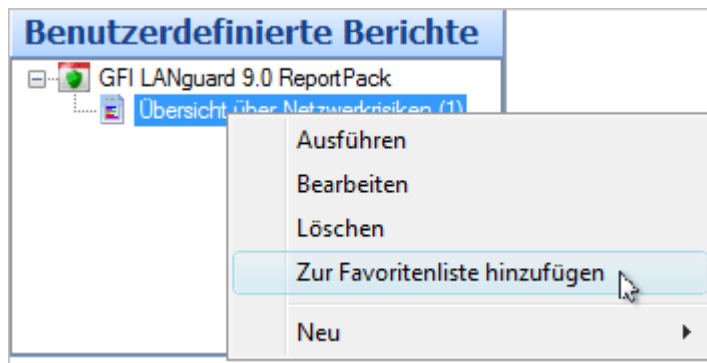 Benutzerdefinierte Berichte
GFI LANguard 9.0 ReportPack
Übersicht über Netzwerkrisiken (1)
Ausführen
Bearbeiten
Löschen
Zur Favoritenliste hinzufügen
Neu